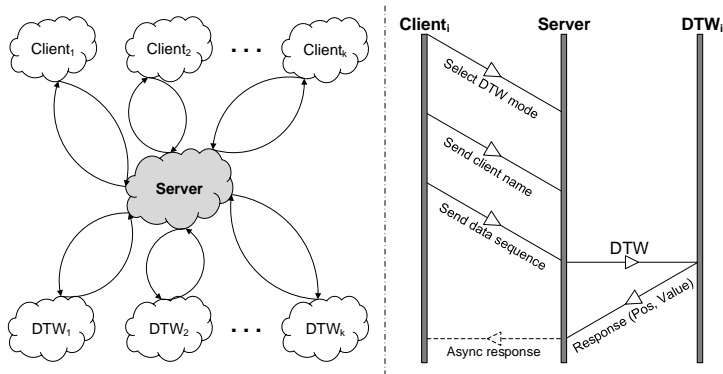 Client₁
Client₂
. . .
Clientₖ
Server
DTW₁
DTW₂
. . .
DTWₖ
Clientᵢ
Server
DTWᵢ
Select DTW mode
Send client name
Send data sequence
DTW
Response (Pos, Value)
Async response